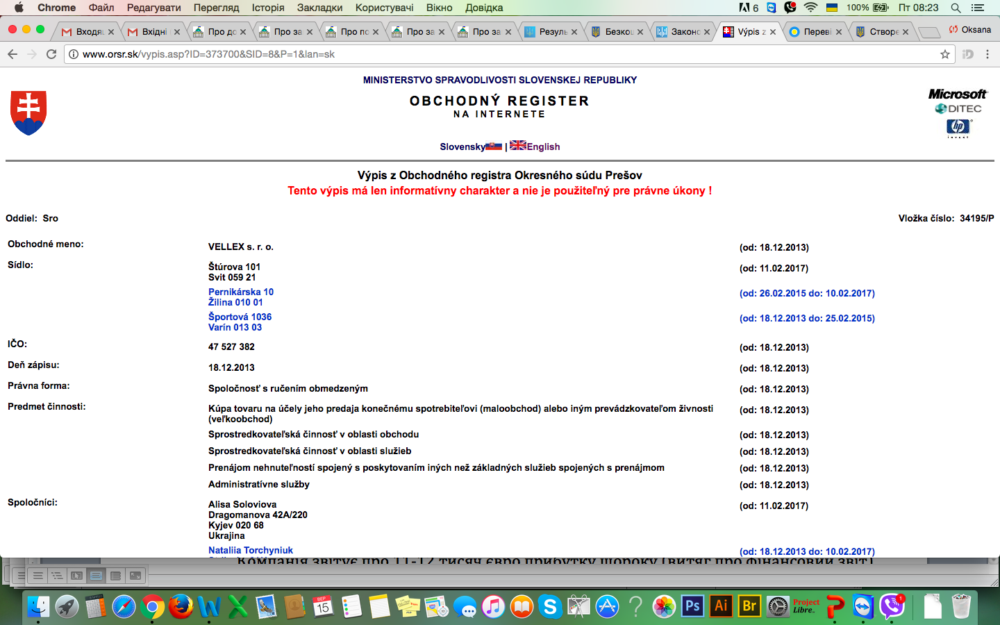 Chrome Файл Редагувати Перегляд Історія Закладки Користувачі Вікно Довідка 6 100% Пт 08:23
Входящ Вхідні Про до Про за Про по Про за Про за Резуль Безкош Законо Výpis z Переві Створе Oksana
www.orsr.sk/vypis.asp?ID=373700&SID=8&P=1&lan=sk
MINISTERSTVO SPRAVODLIVOSTI SLOVENSKEJ REPUBLIKY
OBCHODNÝ REGISTER
NA INTERNETE
Microsoft
DITEC
hp
invent
Slovensky | English
Výpis z Obchodného registra Okresného súdu Prešov
Tento výpis má len informatívny charakter a nie je použiteľný pre právne úkony !
Oddiel: Sro Vložka číslo: 34195/P
Obchodné meno: VELLEX s. r. o. (od: 18.12.2013)
Sídlo: Štúrova 101 (od: 11.02.2017)
Svit 059 21
Pernikárska 10 (od: 26.02.2015 do: 10.02.2017)
Žilina 010 01
Športová 1036 (od: 18.12.2013 do: 25.02.2015)
Varín 013 03
IČO: 47 527 382 (od: 18.12.2013)
Deň zápisu: 18.12.2013 (od: 18.12.2013)
Právna forma: Spoločnosť s ručením obmedzeným (od: 18.12.2013)
Predmet činnosti: Kúpa tovaru na účely jeho predaja konečnému spotrebiteľovi (maloobchod) alebo iným prevádzkovateľom živnosti (od: 18.12.2013)
(veľkoobchod)
Sprostredkovateľská činnosť v oblasti obchodu (od: 18.12.2013)
Sprostredkovateľská činnosť v oblasti služieb (od: 18.12.2013)
Prenájom nehnuteľností spojený s poskytovaním iných než základných služieb spojených s prenájmom (od: 18.12.2013)
Administratívne služby (od: 18.12.2013)
Spoločníci: Alisa Soloviova (od: 11.02.2017)
Dragomanova 42A/220
Kyjev 020 68
Ukrajina
Nataliia Torchyniuk (od: 18.12.2013 do: 10.02.2017)
Компанія звітує про 11-12 тисяч євро прибутку щороку (витяг про фінансовий звіт)
ВЕР
15
Ps Ai Br Project
Libre
1